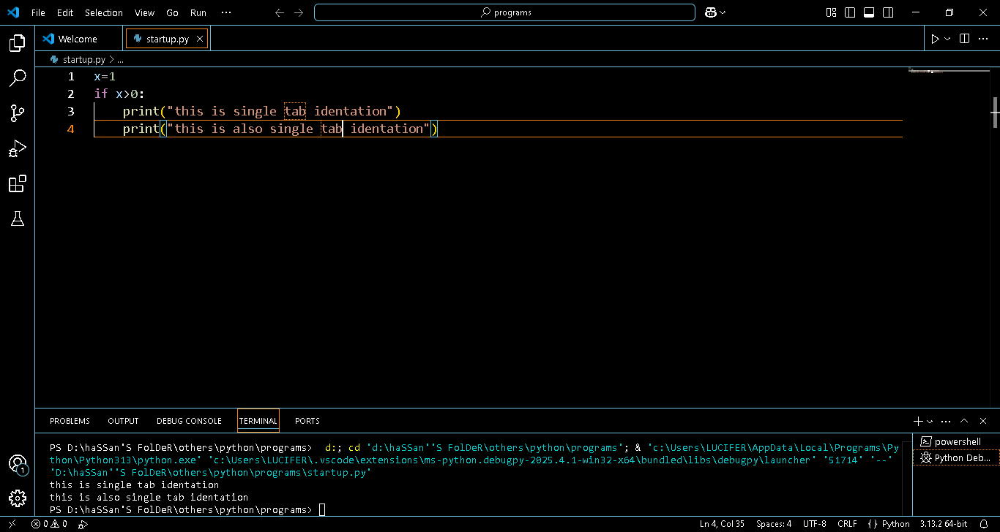 File Edit Selection View Go Run ··· programs
Welcome startup.py
startup.py > ...
1 x=1
2 if x>0:
3     print("this is single tab identation")
4     print("this is also single tab identation")
PROBLEMS OUTPUT DEBUG CONSOLE TERMINAL PORTS
PS D:\haSSan'S FolDeR\others\python\programs>  d:; cd 'd:\haSSan''S FolDeR\others\python\programs'; & 'c:\Users\LUCIFER\AppData\Local\Programs\Py
thon\Python313\python.exe' 'c:\Users\LUCIFER\.vscode\extensions\ms-python.debugpy-2025.4.1-win32-x64\bundled\libs\debugpy\launcher' '51714' '--'
'D:\haSSan''S FolDeR\others\python\programs\startup.py'
this is single tab identation
this is also single tab identation
PS D:\haSSan'S FolDeR\others\python\programs>
powershell
Python Deb...
1
0 0 Ln 4, Col 35 Spaces: 4 UTF-8 CRLF {} Python 3.13.2 64-bit